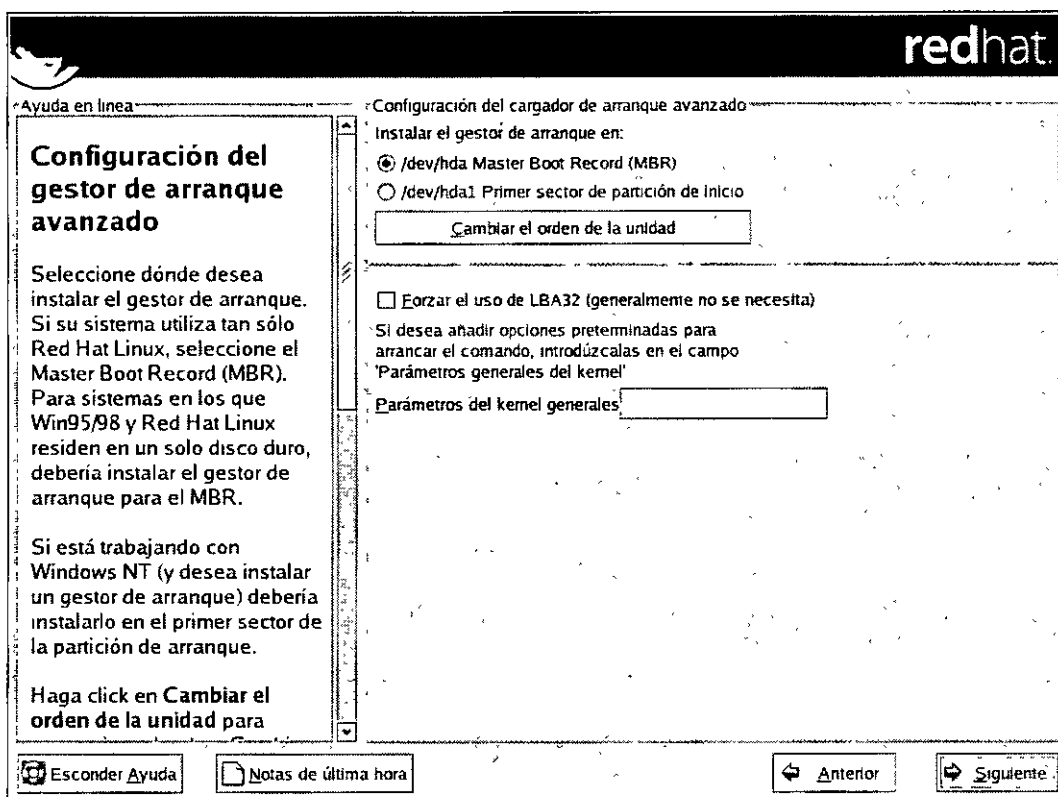 redhat.
Ayuda en linea
Configuración del
gestor de arranque
avanzado
Seleccione dónde desea
instalar el gestor de arranque.
Si su sistema utiliza tan sólo
Red Hat Linux, seleccione el
Master Boot Record (MBR).
Para sistemas en los que
Win95/98 y Red Hat Linux
residen en un solo disco duro,
debería instalar el gestor de
arranque para el MBR.
Si está trabajando con
Windows NT (y desea instalar
un gestor de arranque) debería
instalarlo en el primer sector de
la partición de arranque.
Haga click en Cambiar el
orden de la unidad para
Configuración del cargador de arranque avanzado
Instalar el gestor de arranque en:
/dev/hda Master Boot Record (MBR)
/dev/hda1 Primer sector de partición de inicio
Cambiar el orden de la unidad
Forzar el uso de LBA32 (generalmente no se necesita)
Si desea añadir opciones preterminadas para
arrancar el comando, introdúzcalas en el campo
'Parámetros generales del kernel'
Parámetros del kernel generales
Esconder Ayuda
Notas de última hora
Anterior
Siguiente